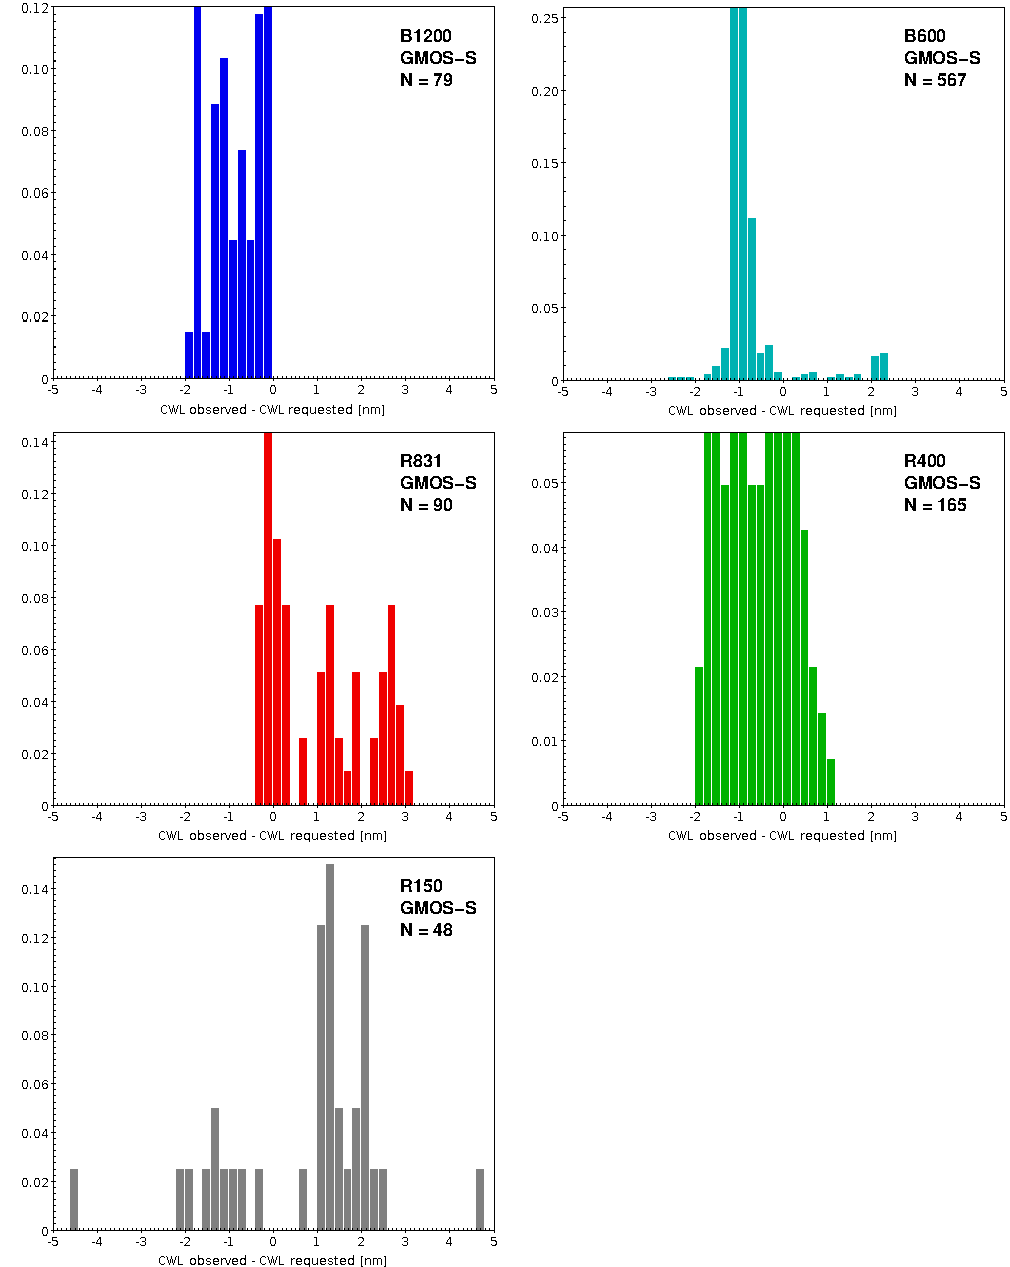 0.12
0.10
0.08
0.06
0.04
0.02
0
-5 -4 -3 -2 -1 0 1 2 3 4 5
CWL observed - CWL requested [nm]
B1200
GMOS-S
N = 79
0.25
0.20
0.15
0.10
0.05
0
-5 -4 -3 -2 -1 0 1 2 3 4 5
CWL observed - CWL requested [nm]
B600
GMOS-S
N = 567
0.14
0.12
0.10
0.08
0.06
0.04
0.02
0
-5 -4 -3 -2 -1 0 1 2 3 4 5
CWL observed - CWL requested [nm]
R831
GMOS-S
N = 90
0.05
0.04
0.03
0.02
0.01
0
-5 -4 -3 -2 -1 0 1 2 3 4 5
CWL observed - CWL requested [nm]
R400
GMOS-S
N = 165
0.14
0.12
0.10
0.08
0.06
0.04
0.02
0
-5 -4 -3 -2 -1 0 1 2 3 4 5
CWL observed - CWL requested [nm]
R150
GMOS-S
N = 48